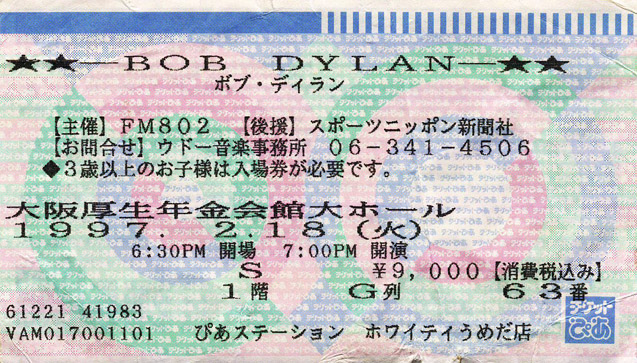 ★★—BOB DYLAN—★★
ボブ・ディラン
【主催】FM802 【後援】スポーツニッポン新聞社
【お問合せ】ウドー音楽事務所 06-341-4506
◆3歳以上のお子様は入場券が必要です。
大阪厚生年金会館大ホール
1997. 2.18 (火)
6:30PM 開場 7:00PM 開演
S ¥9,000【消費税込み】
1階 G列 63番
61221 41983
VAM017001101 ぴあステーション ホワイティうめだ店
チケットぴあ